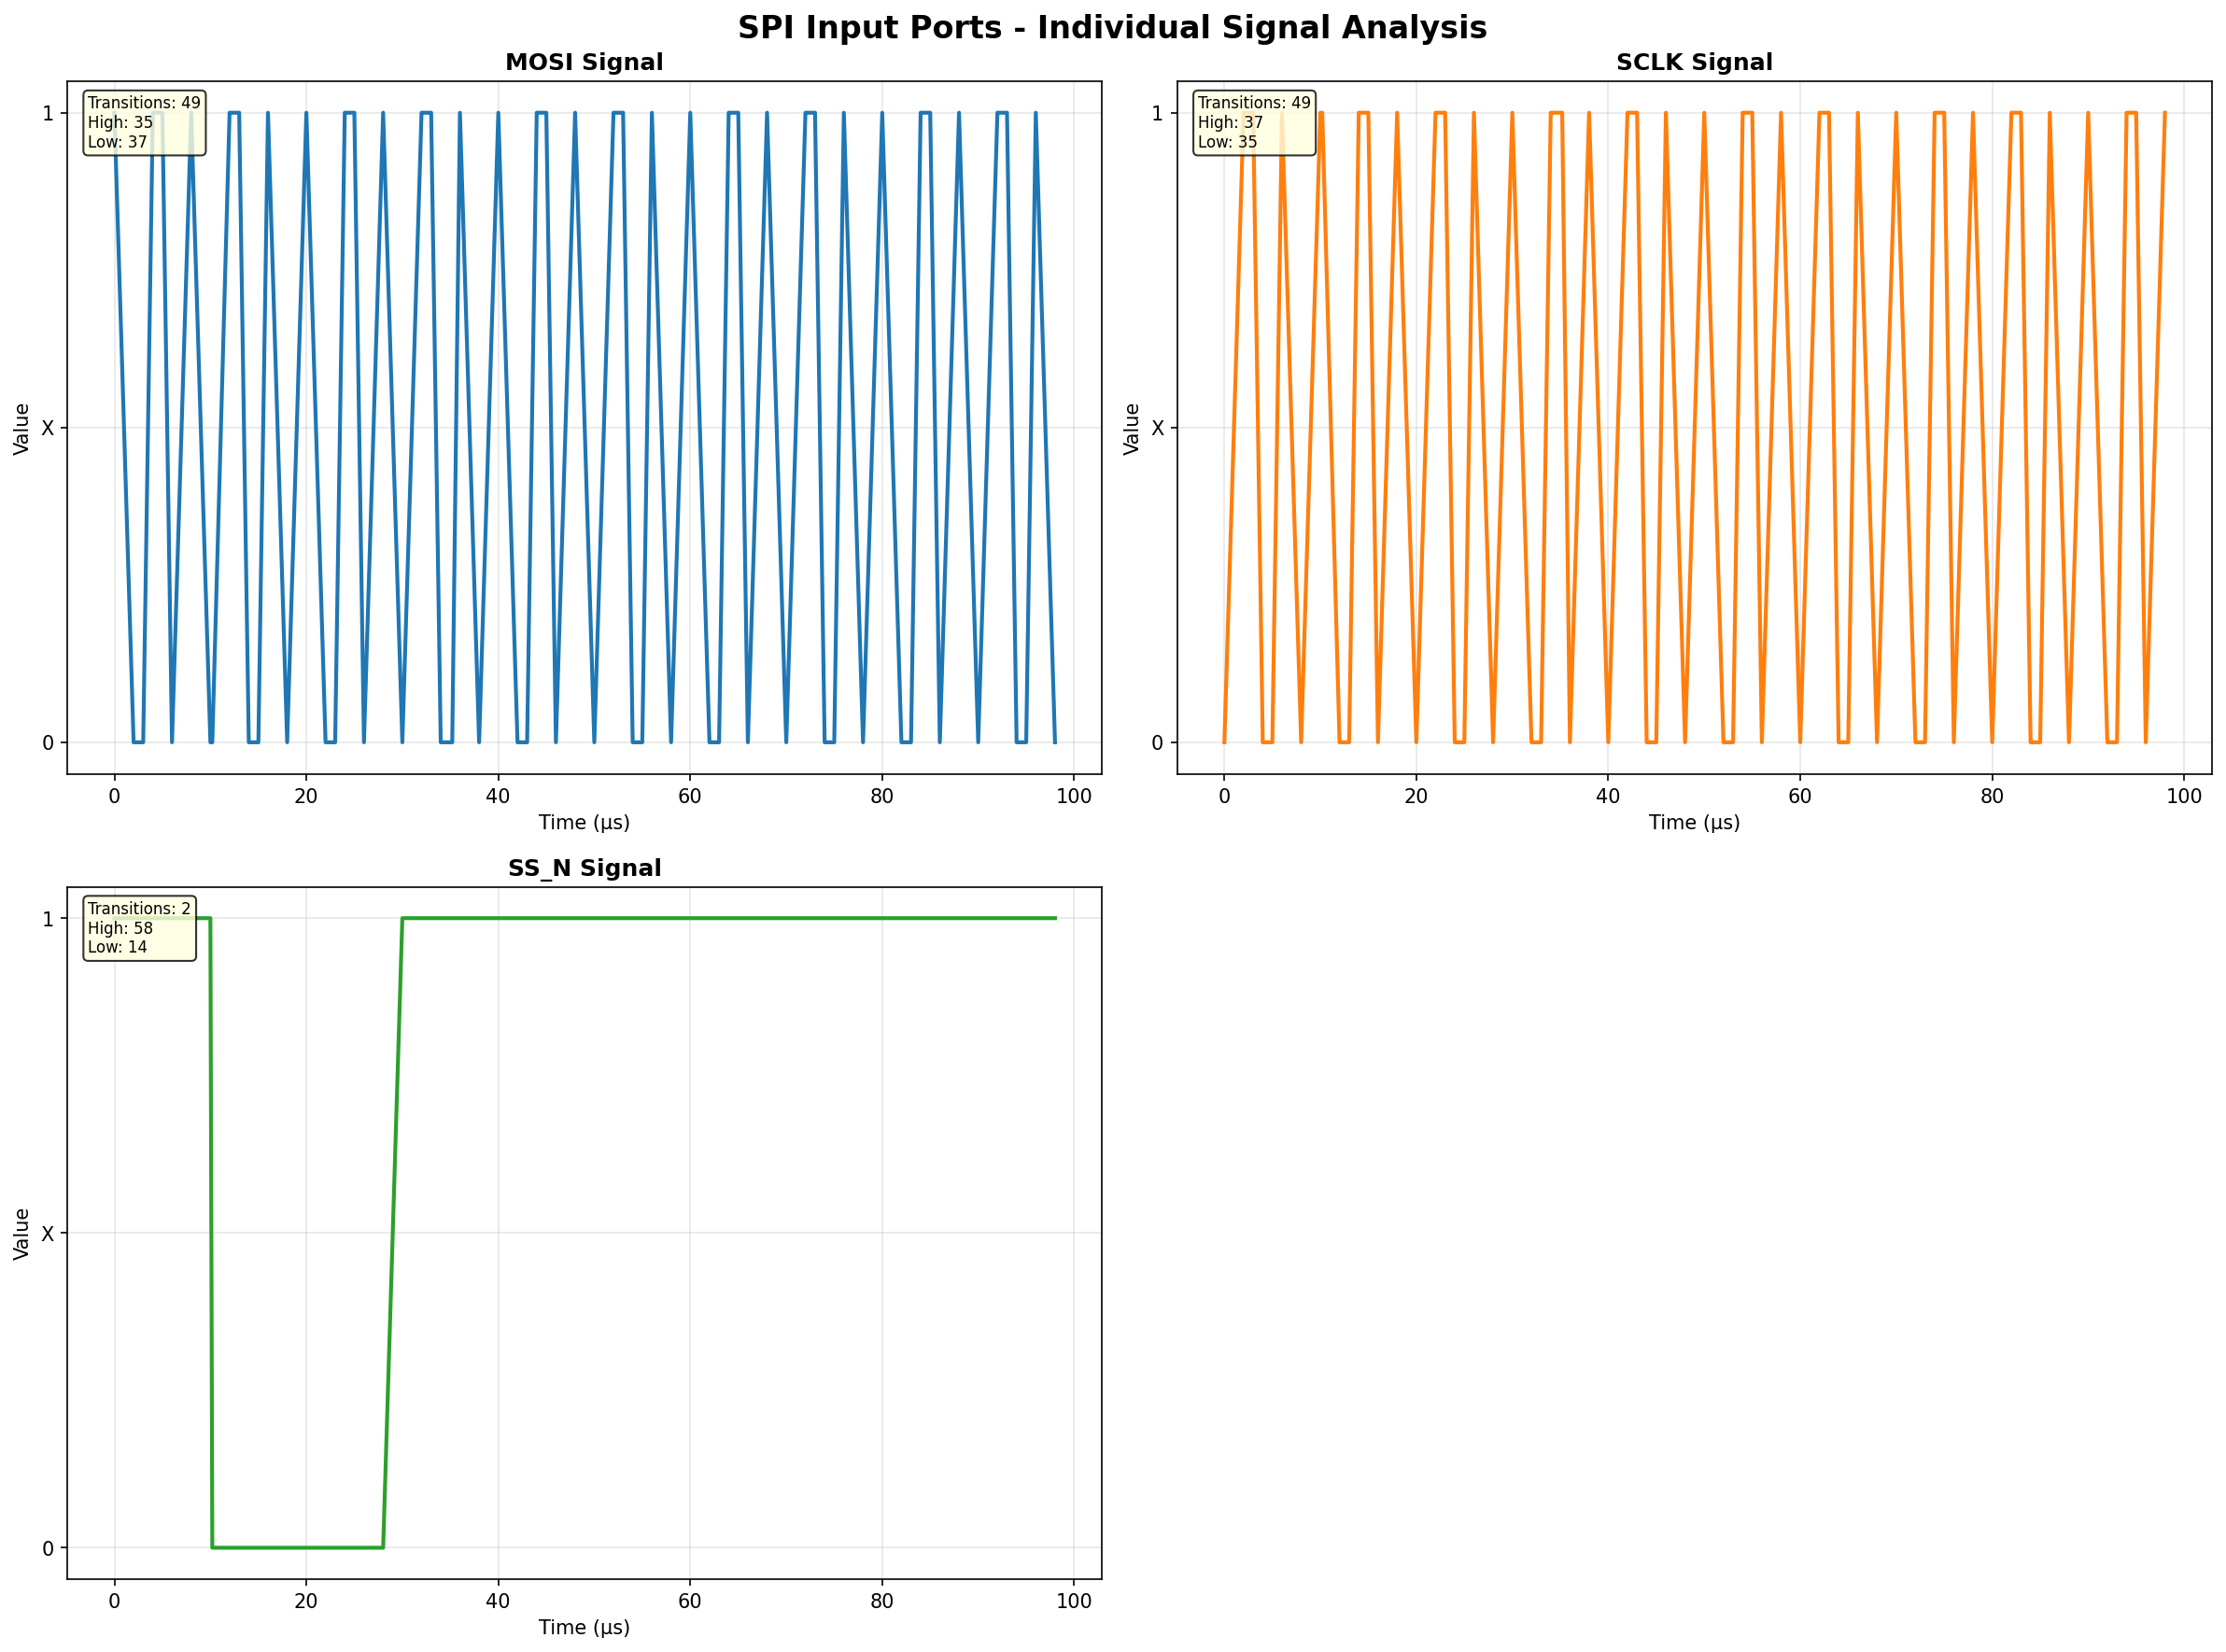 SPI Input Ports - Individual Signal Analysis
MOSI Signal
Transitions: 49
High: 35
Low: 37
1
X
0
Value
0 20 40 60 80 100
Time (µs)
SCLK Signal
Transitions: 49
High: 37
Low: 35
1
X
0
Value
0 20 40 60 80 100
Time (µs)
SS_N Signal
Transitions: 2
High: 58
Low: 14
1
X
0
Value
0 20 40 60 80 100
Time (µs)